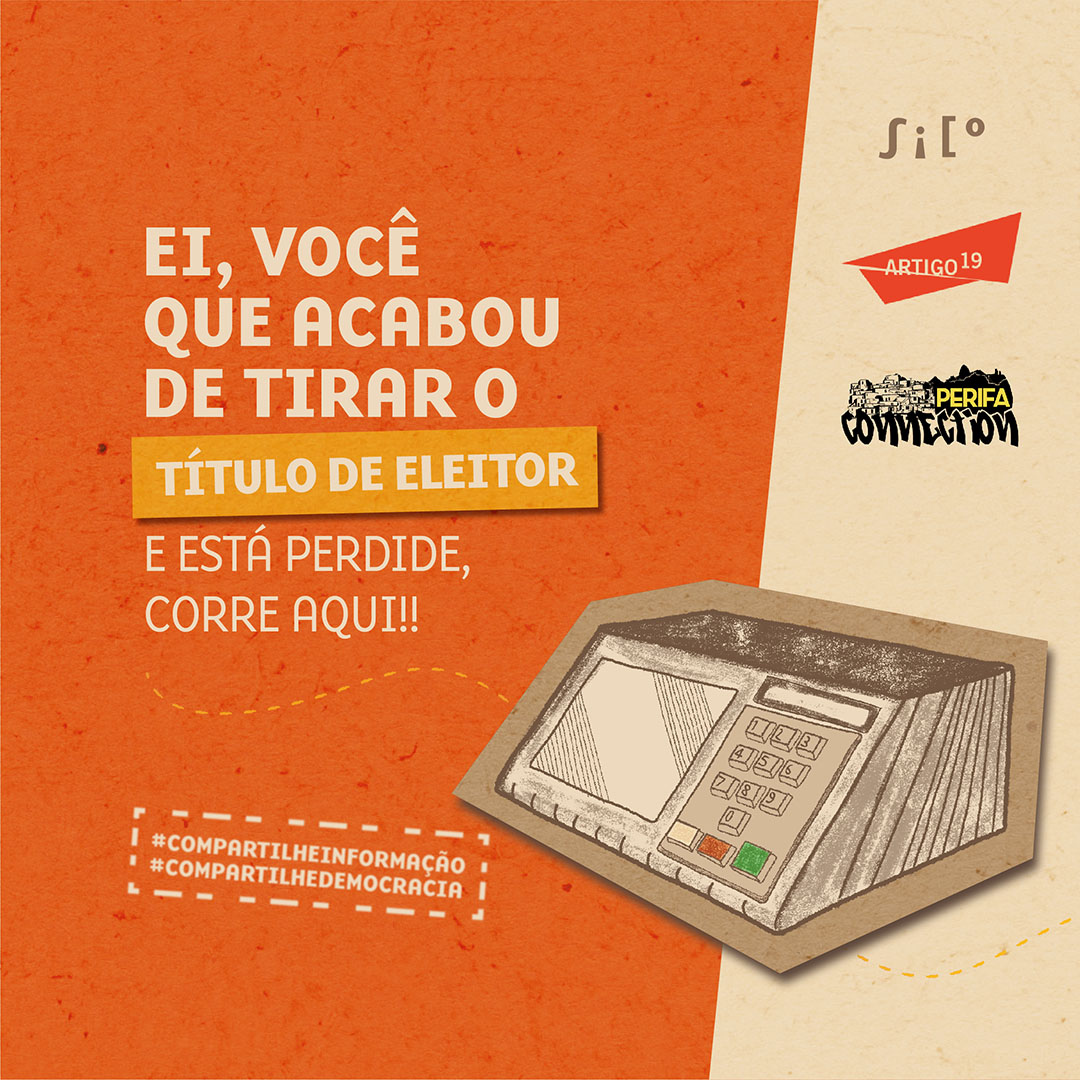 EI, VOCÊ
QUE ACABOU
DE TIRAR O
TÍTULO DE ELEITOR
E ESTÁ PERDIDE,
CORRE AQUI!!
#COMPARTILHEINFORMAÇÃO
#COMPARTILHEDEMOCRACIA
ARTIGO 19
PERIFA
CONNECTION
1 2 3
4 5 6
7 8 9
0